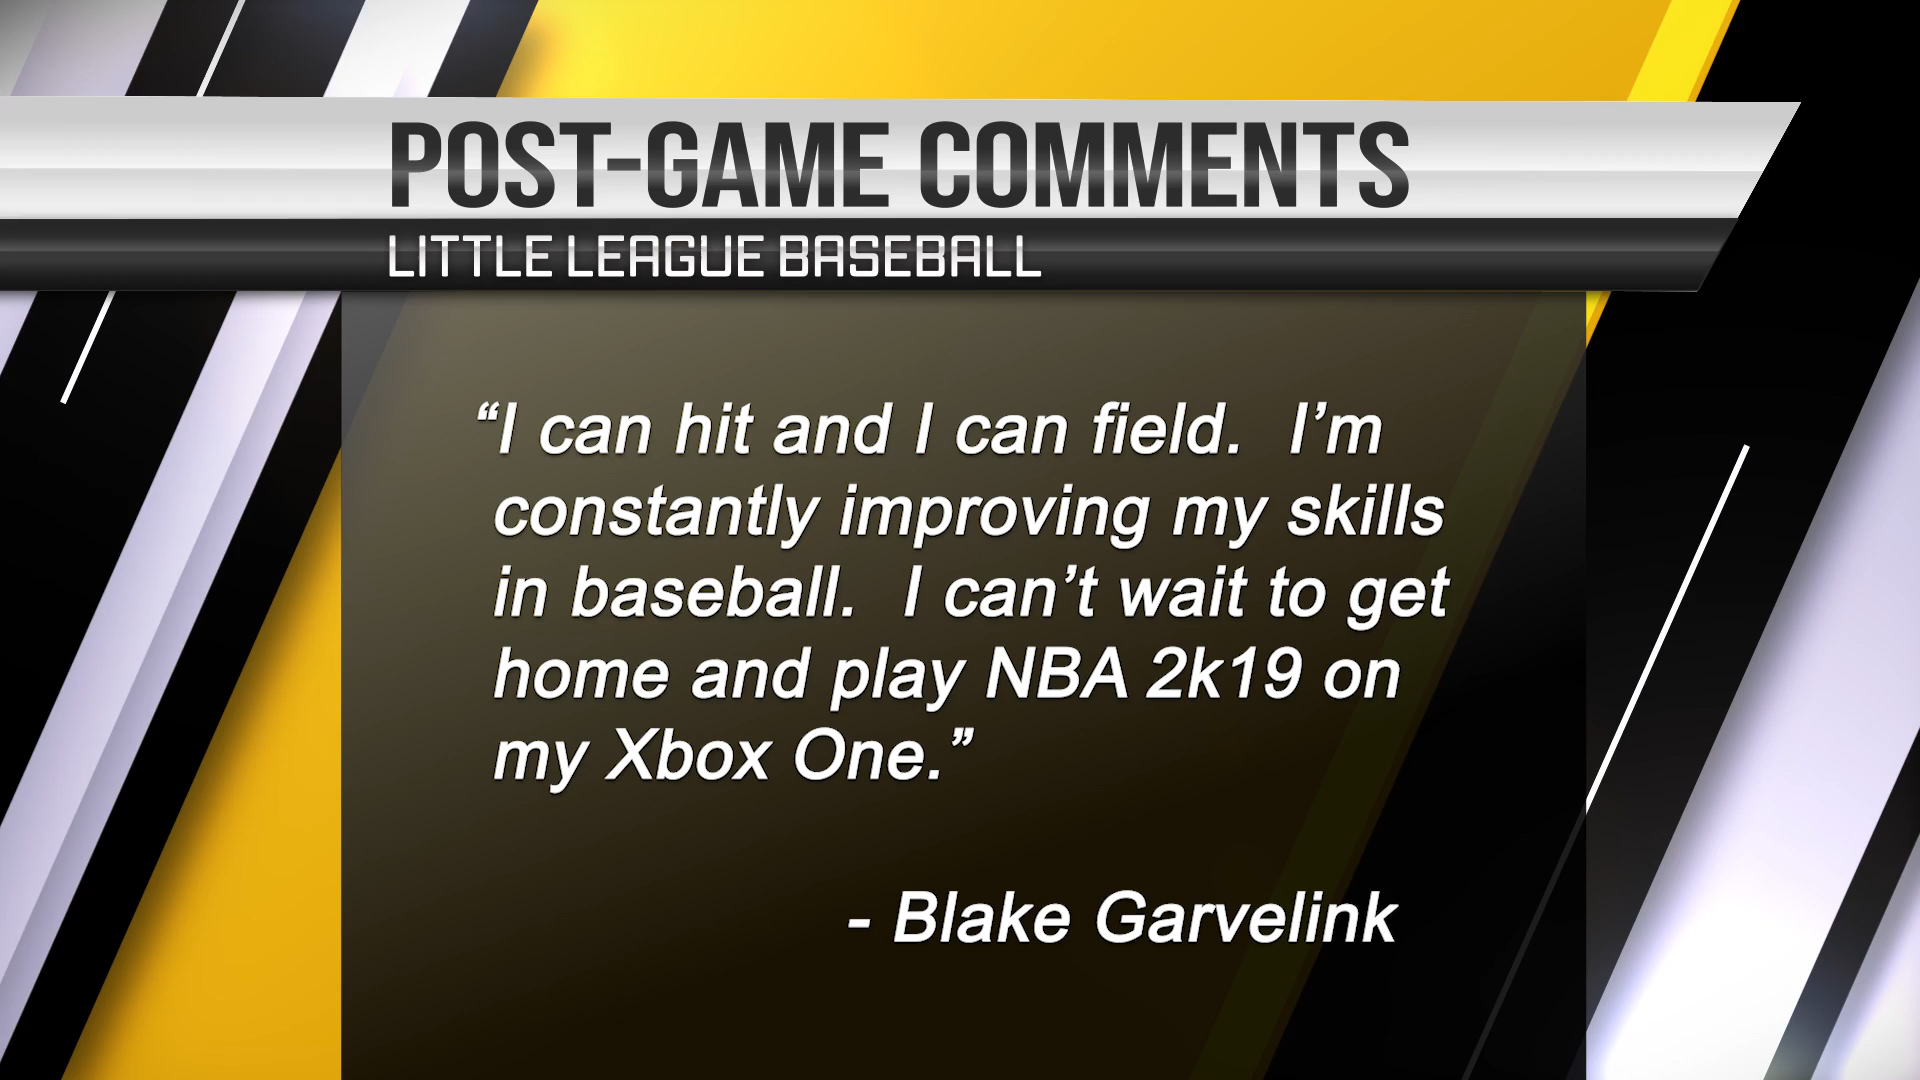 POST-GAME COMMENTS
LITTLE LEAGUE BASEBALL
“I can hit and I can field.  I’m
constantly improving my skills
in baseball.  I can’t wait to get
home and play NBA 2k19 on
my Xbox One.”
- Blake Garvelink